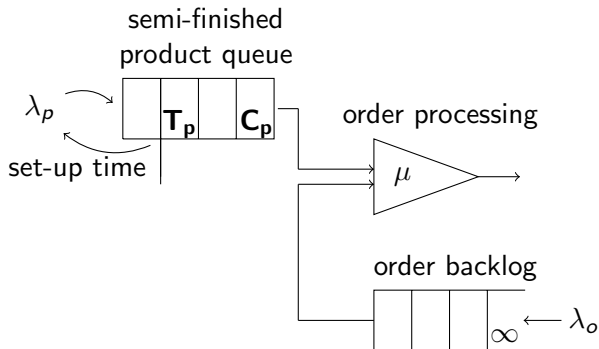 semi-finished
product queue
λp
Tp
Cp
set-up time
order processing
μ
order backlog
∞
λo